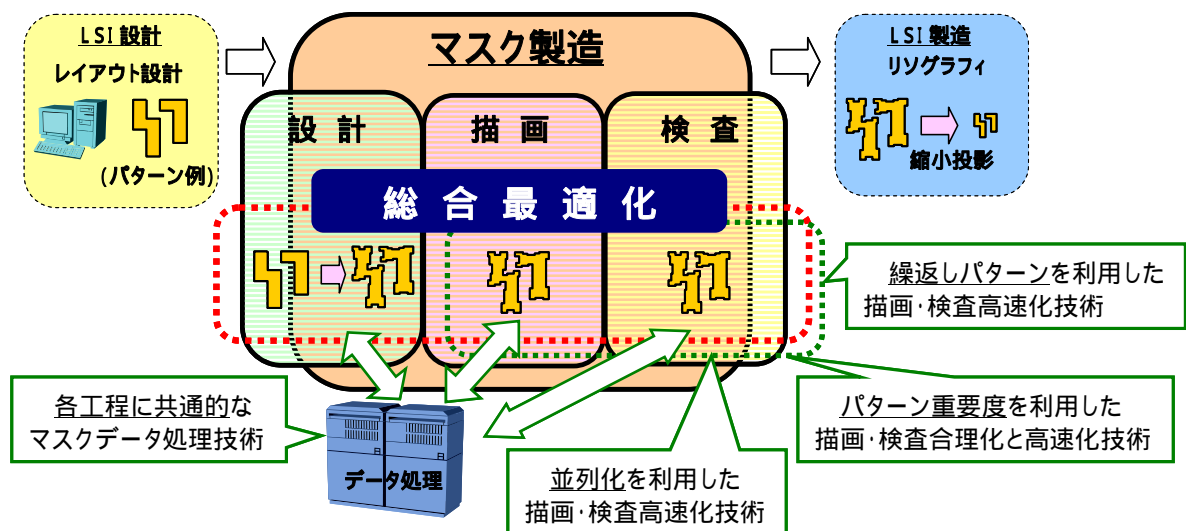 LSI 設計
レイアウト設計
(パターン例)
マスク製造
設 計
描 画
検 査
総 合 最 適 化
LSI 製造
リソグラフィ
縮小投影
繰返しパターンを利用した
描画･検査高速化技術
各工程に共通的な
マスクデータ処理技術
データ処理
並列化を利用した
描画･検査高速化技術
パターン重要度を利用した
描画･検査合理化と高速化技術